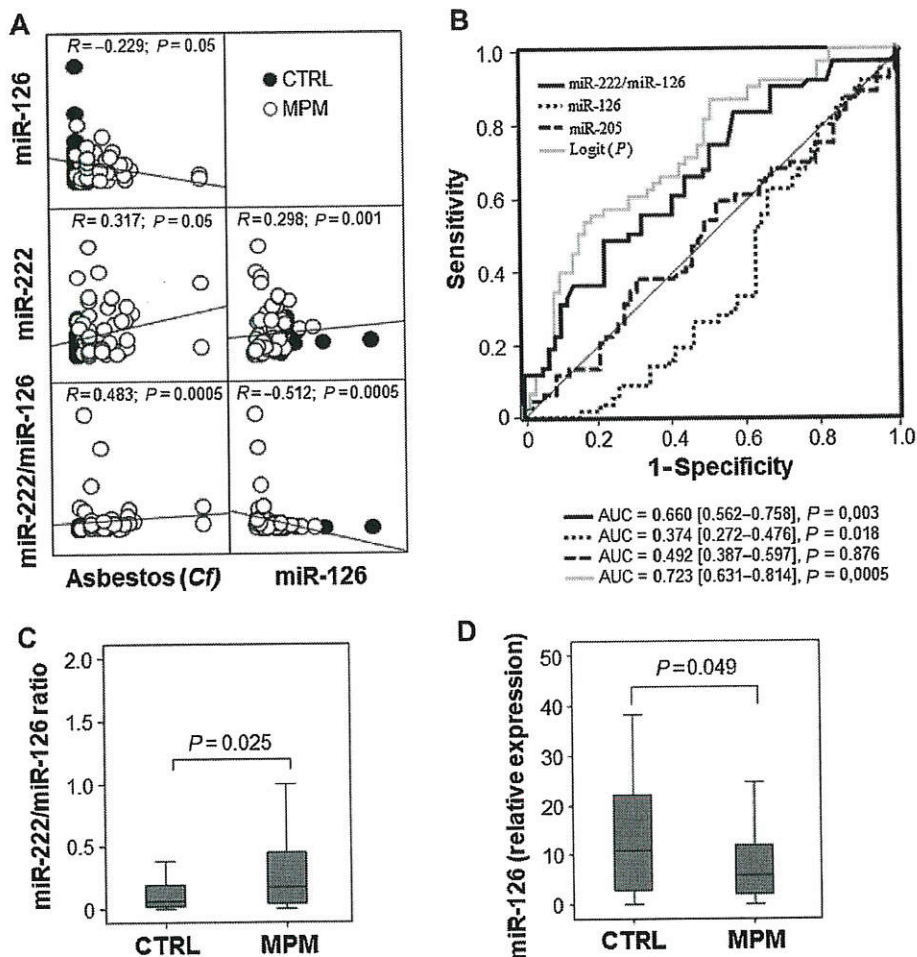 A
R=−0.229; P=0.05
CTRL
MPM
miR-126
R=0.317; P=0.05
R=0.298; P=0.001
miR-222
R=0.483; P=0.0005
R=−0.512; P=0.0005
miR-222/miR-126
Asbestos (Cf)
miR-126
B
1.0
0.8
0.6
0.4
0.2
0
miR-222/miR-126
miR-126
miR-205
Logit (P)
Sensitivity
0
0.2
0.4
0.6
0.8
1.0
1-Specificity
AUC = 0.660 [0.562–0.758], P = 0,003
AUC = 0.374 [0.272–0.476], P = 0.018
AUC = 0.492 [0.387–0.597], P = 0.876
AUC = 0.723 [0.631–0.814], P = 0,0005
C
miR-222/miR-126 ratio
2.0
1.5
1.0
0.5
0
P=0.025
CTRL
MPM
D
miR-126 (relative expression)
50
40
30
20
10
0
P=0.049
CTRL
MPM